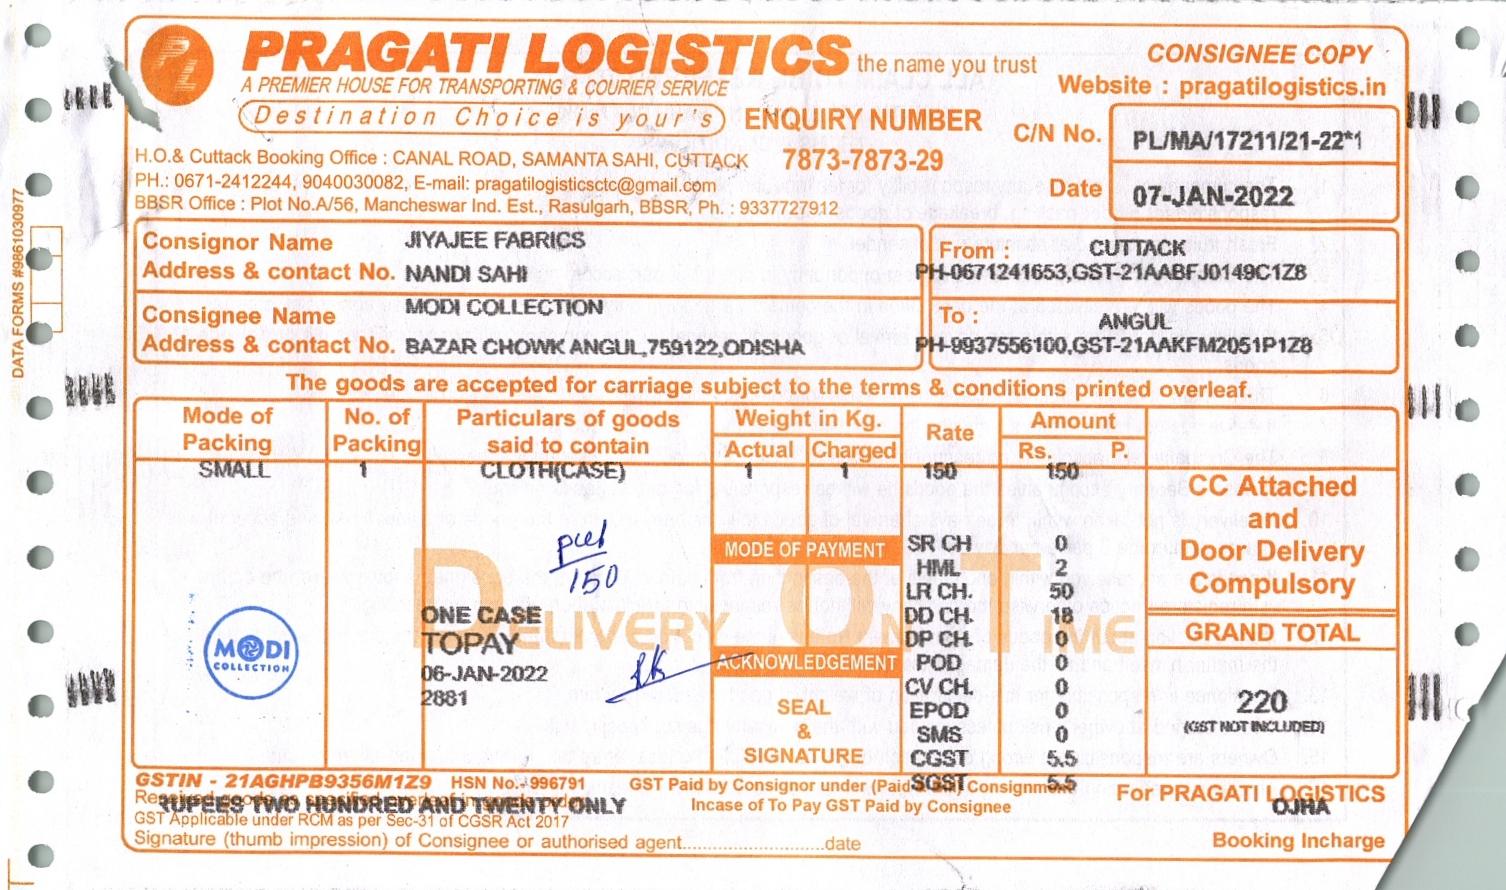 PRAGATI LOGISTICS the name you trust
A PREMIER HOUSE FOR TRANSPORTING & COURIER SERVICE
Destination Choice is your's
ENQUIRY NUMBER
7873-7873-29
CONSIGNEE COPY
Website : pragatilogistics.in
C/N No. PL/MA/17211/21-22*1
Date 07-JAN-2022
H.O.& Cuttack Booking Office : CANAL ROAD, SAMANTA SAHI, CUTTACK
PH.: 0671-2412244, 9040030082, E-mail: pragatilogisticsctc@gmail.com
BBSR Office : Plot No.A/56, Mancheswar Ind. Est., Rasulgarh, BBSR, Ph. : 9337727912
DATA FORMS #9861030977
Consignor Name JIYAJEE FABRICS
Address & contact No. NANDI SAHI
From : CUTTACK
PH-0671241653,GST-21AABFJ0149C1Z8
Consignee Name MODI COLLECTION
Address & contact No. BAZAR CHOWK ANGUL,759122,ODISHA
To : ANGUL
PH-9937556100,GST-21AAKFM2051P1Z8
The goods are accepted for carriage subject to the terms & conditions printed overleaf.
Mode of Packing
No. of Packing
Particulars of goods said to contain
Weight in Kg.
Actual Charged
Rate
Amount
Rs. P.
SMALL 1 CLOTH(CASE) 1 1 150 150
CC Attached
and
Door Delivery
Compulsory
150
DELIVERY ON TIME
ONE CASE
TOPAY
06-JAN-2022
2881
MODI
COLLECTION
MODE OF PAYMENT
ACKNOWLEDGEMENT
SEAL
&
SIGNATURE
SR CH 0
HML 2
LR CH. 50
DD CH. 18
DP CH. 0
POD 0
CV CH. 0
EPOD 0
SMS 0
CGST 5.5
SGST 5.5
GRAND TOTAL
220
(GST NOT INCLUDED)
GSTIN - 21AGHPB9356M1Z9 HSN No.-996791
GST Paid by Consignor under (Paid & Bill) Consignment
Incase of To Pay GST Paid by Consignee
RUPEES TWO HUNDRED AND TWENTY ONLY
GST Applicable under RCM as per Sec-31 of CGSR Act 2017
Signature (thumb impression) of Consignee or authorised agent..............................date
For PRAGATI LOGISTICS
OJHA
Booking Incharge